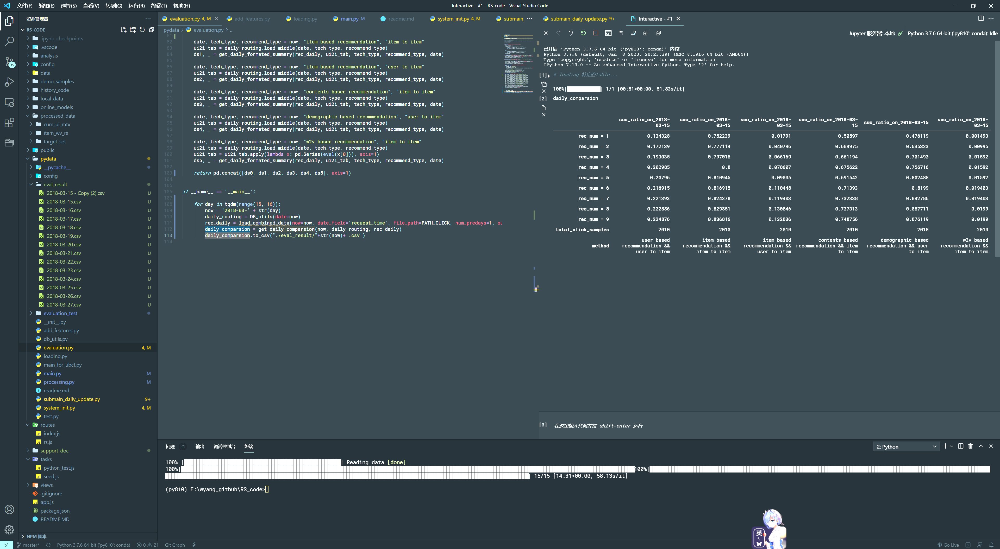 文件(F) 编辑(E) 选择(S) 查看(V) 转到(G) 运行(R) 终端(T) 帮助(H)
Interactive - #1 - RS_code - Visual Studio Code
资源管理器
RS_CODE
.ipynb_checkpoints
.vscode
analysis
config
data
demo_samples
history_code
local_data
online_models
processed_data
cum_ui_mtx
item_wv_rs
target_set
public
pydata
__pycache__
config
eval_result
2018-03-15 - Copy (2).csv U
2018-03-15.csv U
2018-03-16.csv U
2018-03-17.csv U
2018-03-18.csv U
2018-03-19.csv U
2018-03-20.csv U
2018-03-21.csv U
2018-03-22.csv U
2018-03-23.csv U
2018-03-24.csv U
2018-03-25.csv U
2018-03-26.csv U
2018-03-27.csv U
evaluation_test
__init__.py
add_features.py
db_utils.py
evaluation.py 4, M
loading.py
main_for_ubcf.py
main.py M
processing.py M
readme.md
submain_daily_update.py 9+
system_init.py 4, M
test.py
routes
index.js
rs.js
support_doc
tasks
python_test.js
seed.js
views
.gitignore
app.js
package.json
README.MD
NPM 脚本
35
evaluation.py 4, M add_features.py loading.py main.py M readme.md system_init.py 4, M submain_
pydata > evaluation.py > ...
81
82 date, tech_type, recommend_type = now, "item based recommendation", "item to item"
83 ui2i_tab = daily_routing.load_middle(date, tech_type, recommend_type)
84 ds1, _ = get_daily_formated_summary(rec_daily, ui2i_tab, tech_type, recommend_type, date)
85
86 date, tech_type, recommend_type = now, "item based recommendation", "user to item"
87 ui2i_tab = daily_routing.load_middle(date, tech_type, recommend_type)
88 ds2, _ = get_daily_formated_summary(rec_daily, ui2i_tab, tech_type, recommend_type, date)
89
90 date, tech_type, recommend_type = now, "contents based recommendation", "item to item"
91 ui2i_tab = daily_routing.load_middle(date, tech_type, recommend_type)
92 ds3, _ = get_daily_formated_summary(rec_daily, ui2i_tab, tech_type, recommend_type, date)
93
94 date, tech_type, recommend_type = now, "demographic based recommendation", "user to item"
95 ui2i_tab = daily_routing.load_middle(date, tech_type, recommend_type)
96 ds4, _ = get_daily_formated_summary(rec_daily, ui2i_tab, tech_type, recommend_type, date)
97
98 date, tech_type, recommend_type = now, "w2v based recommendation", "item to item"
99 ui2i_tab = daily_routing.load_middle(date, tech_type, recommend_type)
100 ui2i_tab = ui2i_tab.apply(lambda x: pd.Series(eval(x[0])), axis=1)
101 ds5, _ = get_daily_formated_summary(rec_daily, ui2i_tab, tech_type, recommend_type, date)
102
103 return pd.concat([ds0, ds1, ds2, ds3, ds4, ds5], axis=1)
104
105
106 if __name__ == '__main__':
107
108 for day in tqdm(range(15, 16)):
109 now = '2018-03-' + str(day)
110 daily_routing = DB_utils(date=now)
111 rec_daily = load_combined_data(now=now, date_field='request_time', file_path=PATH_CLICK, num_predays=1, ou
112 daily_comparsion = get_daily_comparsion(now, daily_routing, rec_daily)
113 daily_comparsion.to_csv("./eval_result/"+str(now)+'.csv')
114
submain_daily_update.py 9+ Interactive - #1
Jupyter 服务器: 本地 Python 3.7.6 64-bit ('py810': conda): Idle
已开启 'Python 3.7.6 64-bit ('py810': conda)' 内核
Python 3.7.6 (default, Jan 8 2020, 20:23:39) [MSC v.1916 64 bit (AMD64)]
Type 'copyright', 'credits' or 'license' for more information
IPython 7.13.0 -- An enhanced Interactive Python. Type '?' for help.
[1] # loading 特定的table...
100%| | 1/1 [00:51<00:00, 51.83s/it]
[2] daily_comparsion
suc_ratio_on_2018-03-15 suc_ratio_on_2018-03-15 suc_ratio_on_2018-03-15 suc_ratio_on_2018-03-15 suc_ratio_on_2018-03-15 suc_ratio_on_2018-03-15
rec_num = 1 0.134328 0.752239 0.01791 0.50597 0.476119 0.001493
rec_num = 2 0.172139 0.777114 0.040796 0.604975 0.635323 0.00995
rec_num = 3 0.193035 0.797015 0.066169 0.661194 0.701493 0.01592
rec_num = 4 0.202985 0.8 0.078607 0.675622 0.756716 0.01592
rec_num = 5 0.20796 0.810945 0.09005 0.691542 0.802488 0.01592
rec_num = 6 0.216915 0.816915 0.110448 0.71393 0.8199 0.019403
rec_num = 7 0.221393 0.824378 0.119403 0.732338 0.842786 0.019403
rec_num = 8 0.222886 0.829851 0.130846 0.737313 0.857711 0.0199
rec_num = 9 0.224876 0.836816 0.132836 0.748756 0.876119 0.0199
total_click_samples 2010 2010 2010 2010 2010 2010
user based item based item based contents based demographic based w2v based
method recommendation && recommendation && recommendation && recommendation && item recommendation && user recommendation &&
user to item item to item user to item to item to item item to item
[3] 在这里输入代码并按 shift-enter 运行
问题 21 输出 调试控制台 终端
2: Python
100% | | Reading data [done]
100%| 100%|
| 15/15 [14:31<00:00, 58.13s/it]
(py810) E:\wyang_github\RS_code>
英
master* Python 3.7.6 64-bit ('py810': conda) 0 21 Git Graph
Go Live